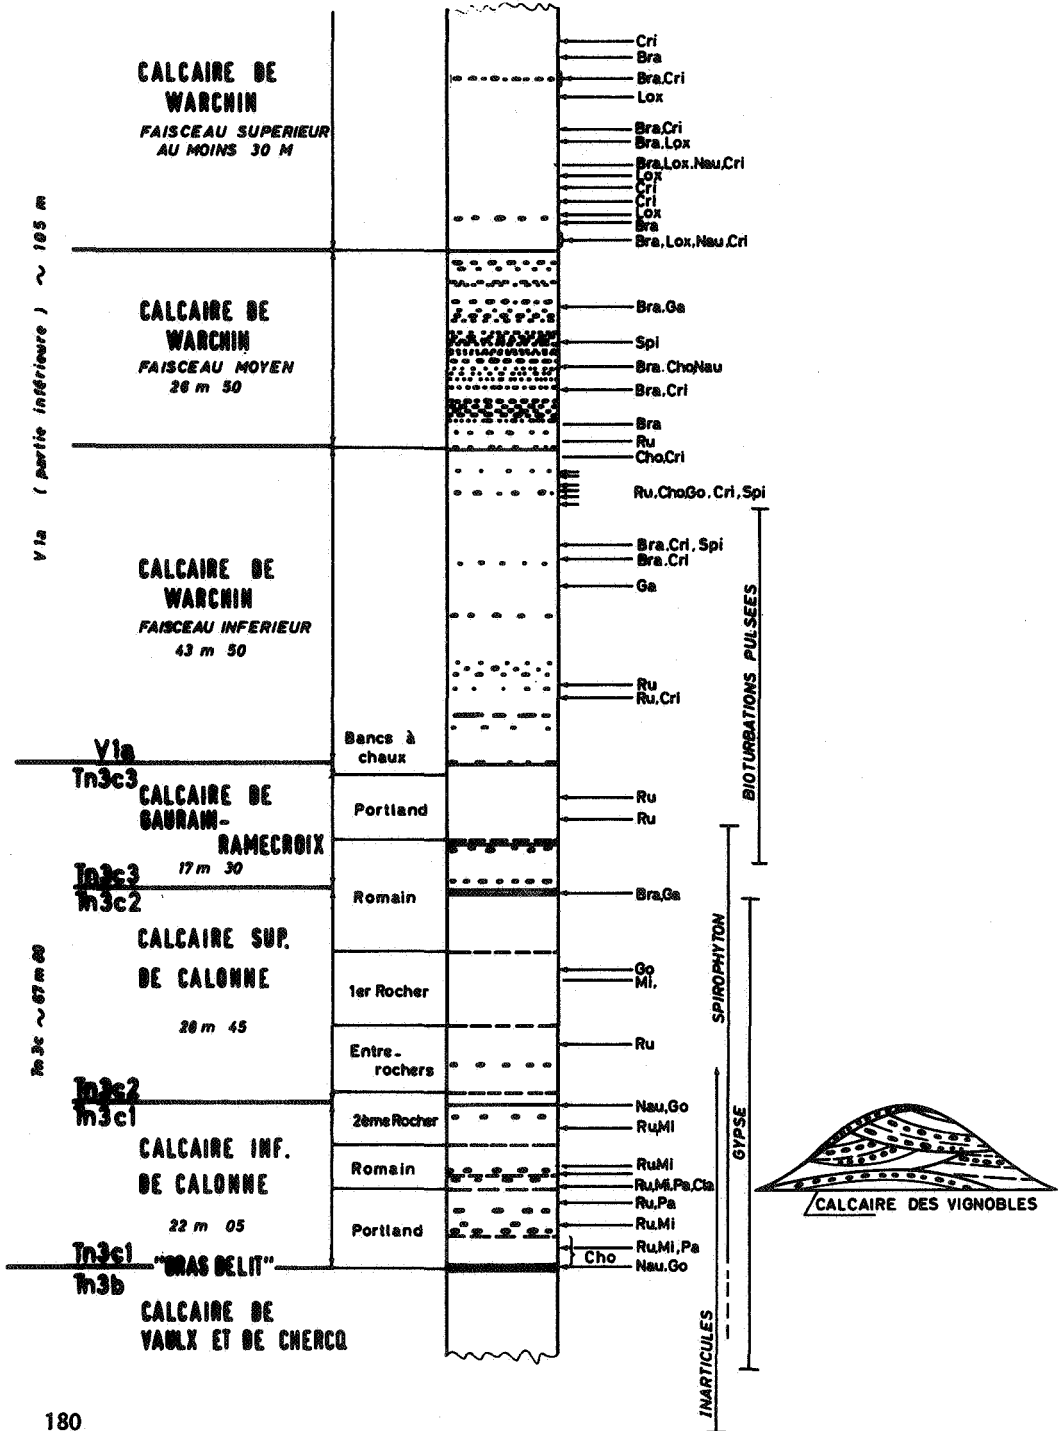 CALCAIRE DE
WARCHIN
FAISCEAU SUPERIEUR
AU MOINS 30 M
CALCAIRE DE
WARCHIN
FAISCEAU MOYEN
26 m 50
CALCAIRE DE
WARCHIN
FAISCEAU INFERIEUR
43 m 50
V1a (partie inférieure) ~ 105 m
V1a
Tn3c3
CALCAIRE DE
GAURAIN-
RAMECROIX
17 m 30
Tn3c3
Tn3c2
CALCAIRE SUP.
DE CALONNE
26 m 45
Tn3c ~ 67 m 80
Tn3c2
Tn3c1
CALCAIRE INF.
DE CALONNE
22 m 05
Tn3c1
"GRAS DELIT"
Tn3b
CALCAIRE DE
VAULX ET DE CHERCQ
Bancs à
chaux
Portland
Romain
1er Rocher
Entre-
rochers
2ème Rocher
Romain
Portland
Cri
Bra
Bra,Cri
Lox
Bra,Cri
Bra,Lox
Bra,Lox.Nau,Cri
Lox
Cri
Cri
Lox
Bra
Bra,Lox,Nau,Cri
Bra,Ga
Spi
Bra.Cho,Nau
Bra,Cri
Bra
Ru
Cho,Cri
Ru,Cho,Go.Cri,Spi
Bra.Cri,Spi
Bra.Cri
Ga
Ru
Ru,Cri
Ru
Ru
Bra,Ga
Go
Mi.
Ru
Nau,Go
Ru,Mi
Ru,Mi
Ru,Mi,Pa,Cla
Ru,Pa
Ru,Mi
Ru,Mi,Pa
Cho
Nau,Go
BIOTURBATIONS PULSEES
SPIROPHYTON
GYPSE
INARTICULES
CALCAIRE DES VIGNOBLES
180